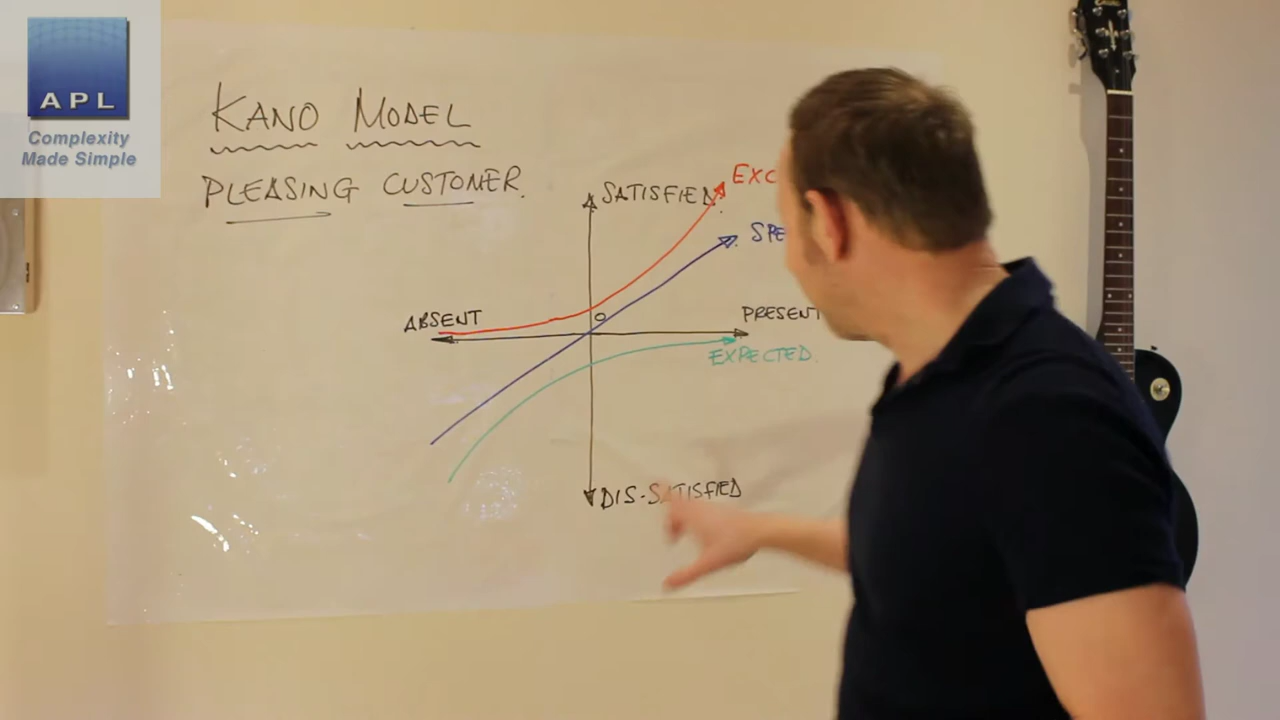 APL
Complexity
Made Simple
KANO MODEL
PLEASING CUSTOMER.
SATISFIED.
ABSENT
O
PRESENT
EXPECTED.
DIS-SATISFIED